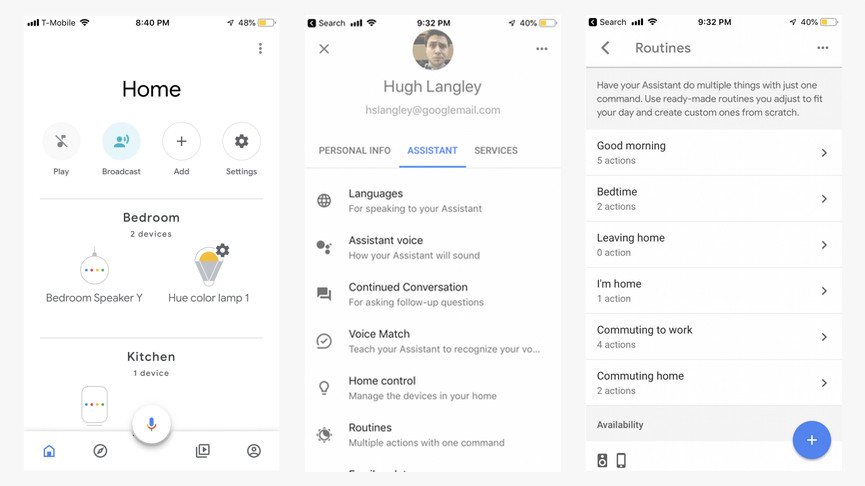 T-Mobile
8:40 PM
48%
Home
Play
Broadcast
Add
Settings
Bedroom
2 devices
Bedroom Speaker Y
Hue color lamp 1
Kitchen
1 device
Search
9:32 PM
40%
Hugh Langley
hslangley@googlemail.com
PERSONAL INFO
ASSISTANT
SERVICES
Languages
For speaking to your Assistant
Assistant voice
How your Assistant will sound
Continued Conversation
For asking follow-up questions
Voice Match
Teach your Assistant to recognize your vo...
Home control
Manage the devices in your home
Routines
Multiple actions with one command
Search
9:32 PM
40%
Routines
Have your Assistant do multiple things with just one
command. Use ready-made routines you adjust to fit
your day and create custom ones from scratch.
Good morning
5 actions
Bedtime
2 actions
Leaving home
0 action
I'm home
1 action
Commuting to work
4 actions
Commuting home
2 actions
Availability